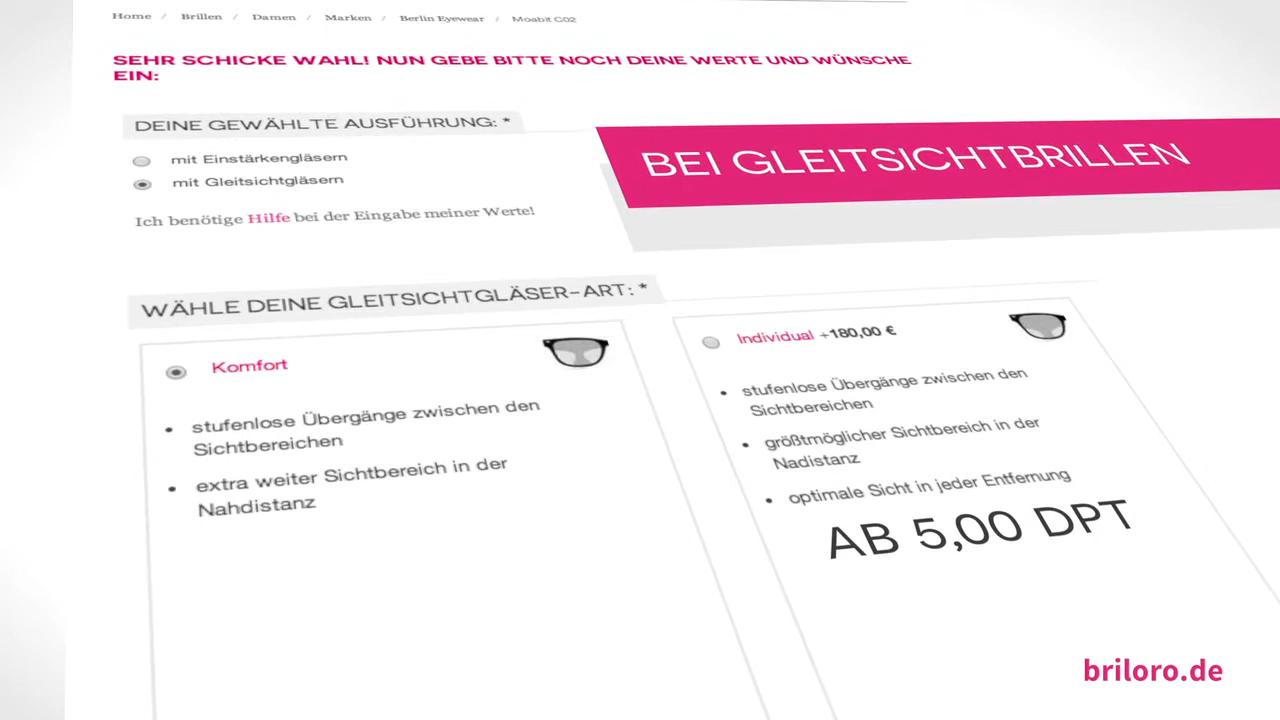 Home / Brillen / Damen / Marken / Berlin Eyewear / Moabit C02
SEHR SCHICKE WAHL! NUN GEBE BITTE NOCH DEINE WERTE UND WÜNSCHE
EIN:
DEINE GEWÄHLTE AUSFÜHRUNG: *
mit Einstärkengläsern
mit Gleitsichtgläsern
Ich benötige Hilfe bei der Eingabe meiner Werte!
BEI GLEITSICHTBRILLEN
WÄHLE DEINE GLEITSICHTGLÄSER-ART: *
Komfort
• stufenlose Übergänge zwischen den
Sichtbereichen
• extra weiter Sichtbereich in der
Nahdistanz
Individual +180,00 €
• stufenlose Übergänge zwischen den
Sichtbereichen
• größtmöglicher Sichtbereich in der
Nadistanz
• optimale Sicht in jeder Entfernung
AB 5,00 DPT
briloro.de